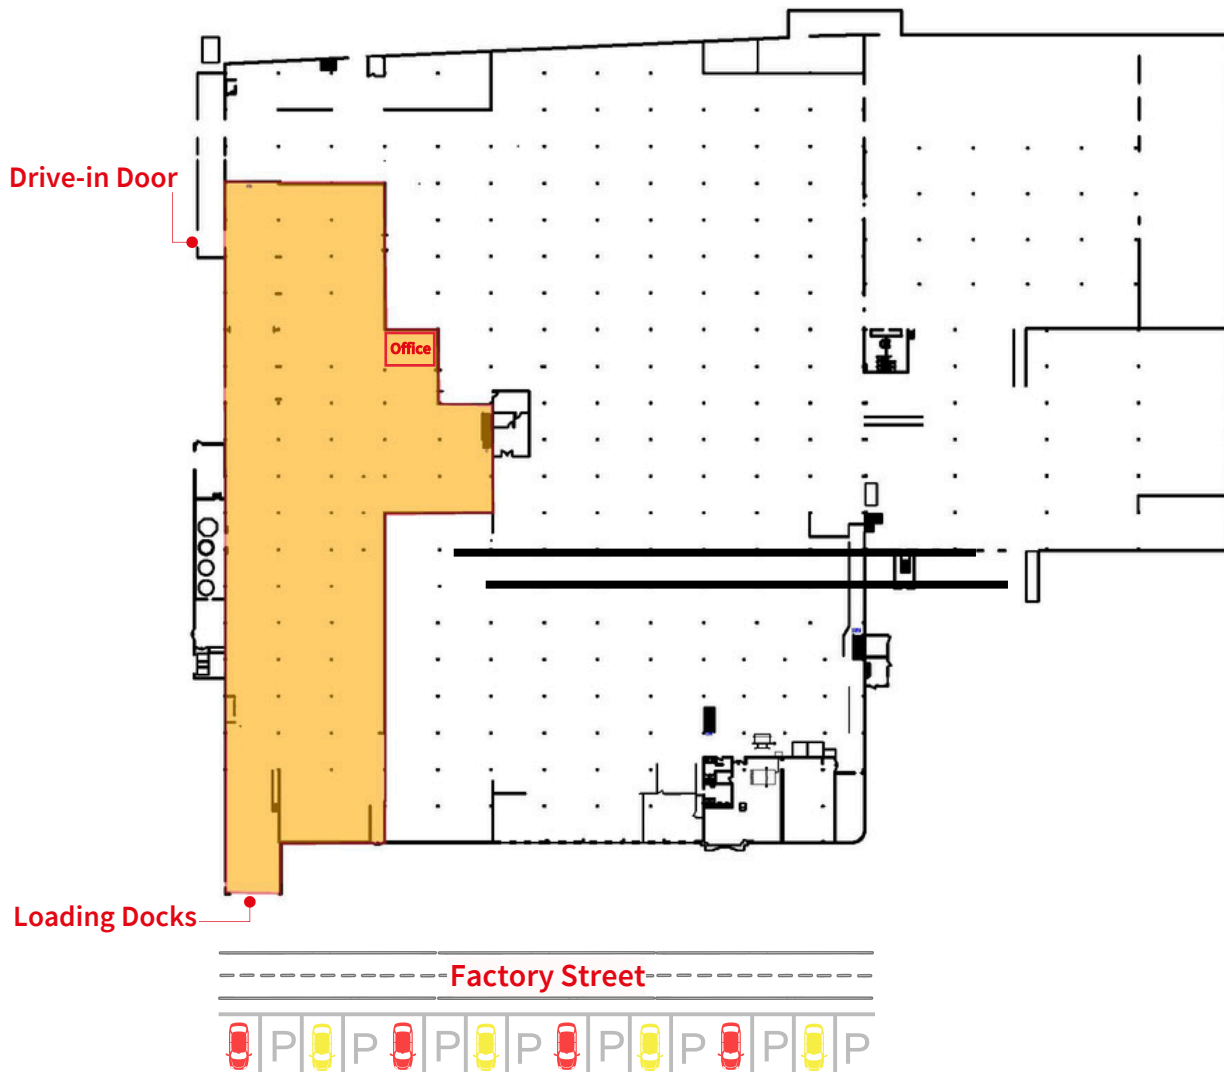 Drive-in Door
Office
Loading Docks
Factory Street
P P P P P P P P